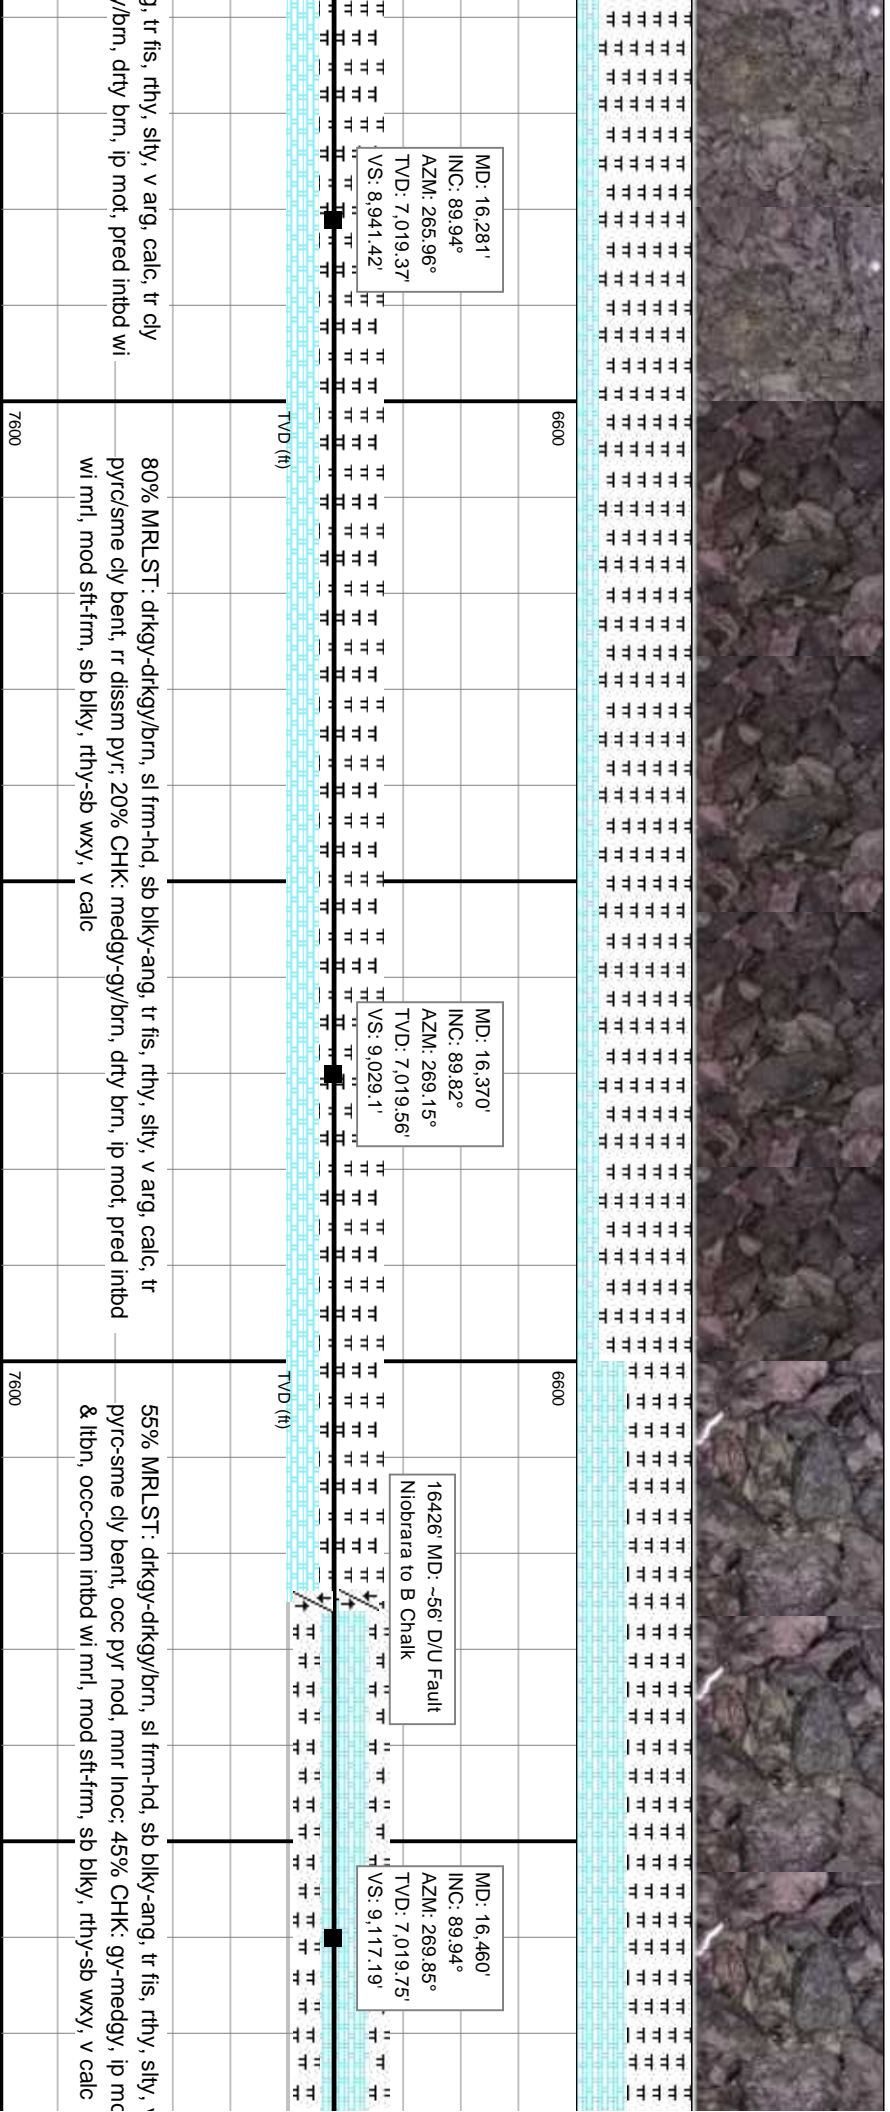 g, tr fis, rthy, slty, v arg, calc, tr cly
y/brn, drty brn, ip mot, pred intbd wi
MD: 16,281'
INC: 89.94°
AZM: 265.96°
TVD: 7,019.37'
VS: 8,941.42'
6600
TVD (ft)
7600
80% MRLST: drkgy-drkgy/brn, sl frm-hd, sb blky-ang, tr fis, rthy, slty, v arg, calc, tr
pyrc/sme cly bent, rr dissm pyr; 20% CHK: medgy-gy/brn, drty brn, ip mot, pred intbd
wi mrl, mod sft-frm, sb blky, rthy-sb wxy, v calc
MD: 16,370'
INC: 89.82°
AZM: 269.15°
TVD: 7,019.56'
VS: 9,029.1'
6600
TVD (ft)
7600
16426' MD: ~56' D/U Fault
Niobrara to B Chalk
55% MRLST: drkgy-drkgy/brn, sl frm-hd, sb blky-ang, tr fis, rthy, slty,
pyrc-sme cly bent, occ pyr nod, mnr Inoc; 45% CHK: gy-medgy, ip mo
& ltbn, occ-com intbd wi mrl, mod sft-frm, sb blky, rthy-sb wxy, v calc
MD: 16,460'
INC: 89.94°
AZM: 269.85°
TVD: 7,019.75'
VS: 9,117.19'